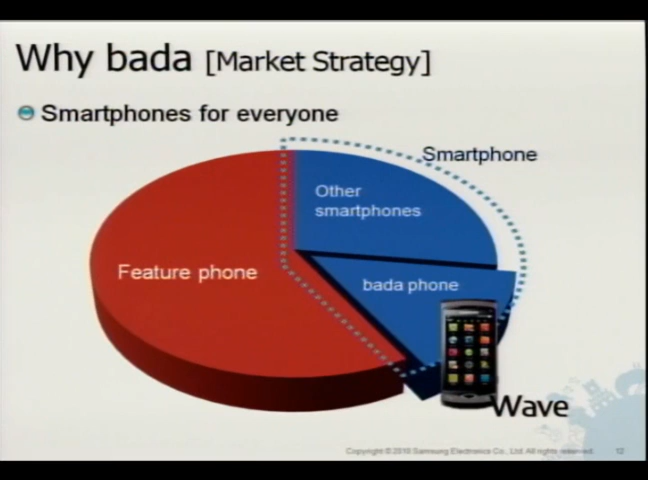 Why bada [Market Strategy]
Smartphones for everyone
Smartphone
Other
smartphones
Feature phone
bada phone
Wave
Copyright © 2010 Samsung Electronics Co., Ltd. All rights reserved.
12